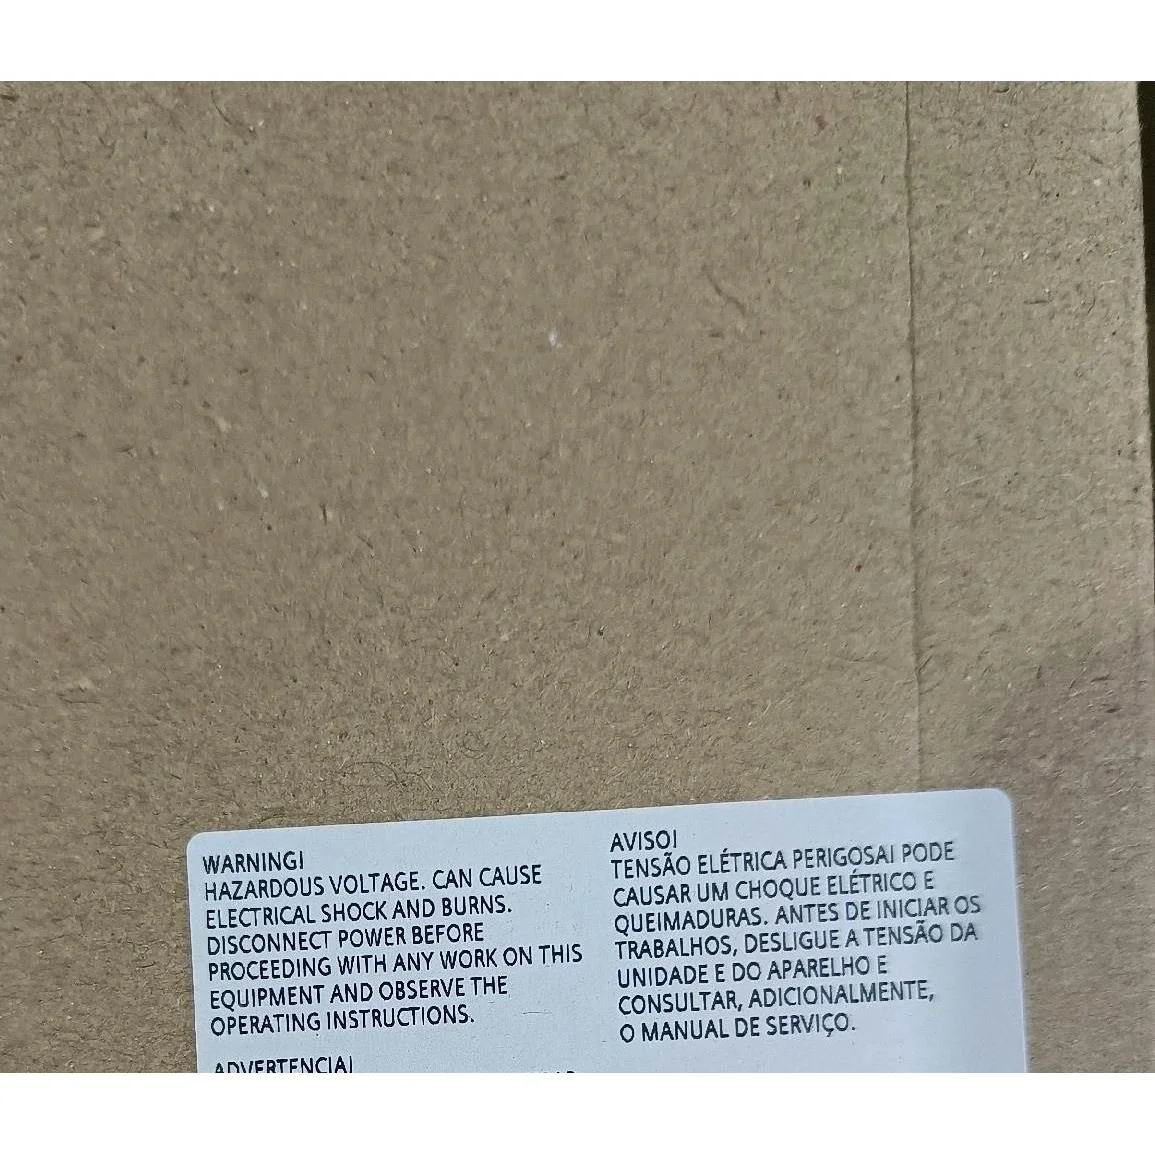 WARNING!
HAZARDOUS VOLTAGE. CAN CAUSE
ELECTRICAL SHOCK AND BURNS.
DISCONNECT POWER BEFORE
PROCEEDING WITH ANY WORK ON THIS
EQUIPMENT AND OBSERVE THE
OPERATING INSTRUCTIONS.
ADVERTENCIA!
AVISO!
TENSÃO ELÉTRICA PERIGOSA! PODE
CAUSAR UM CHOQUE ELÉTRICO E
QUEIMADURAS. ANTES DE INICIAR OS
TRABALHOS, DESLIGUE A TENSÃO DA
UNIDADE E DO APARELHO E
CONSULTAR, ADICIONALMENTE,
O MANUAL DE SERVIÇO.